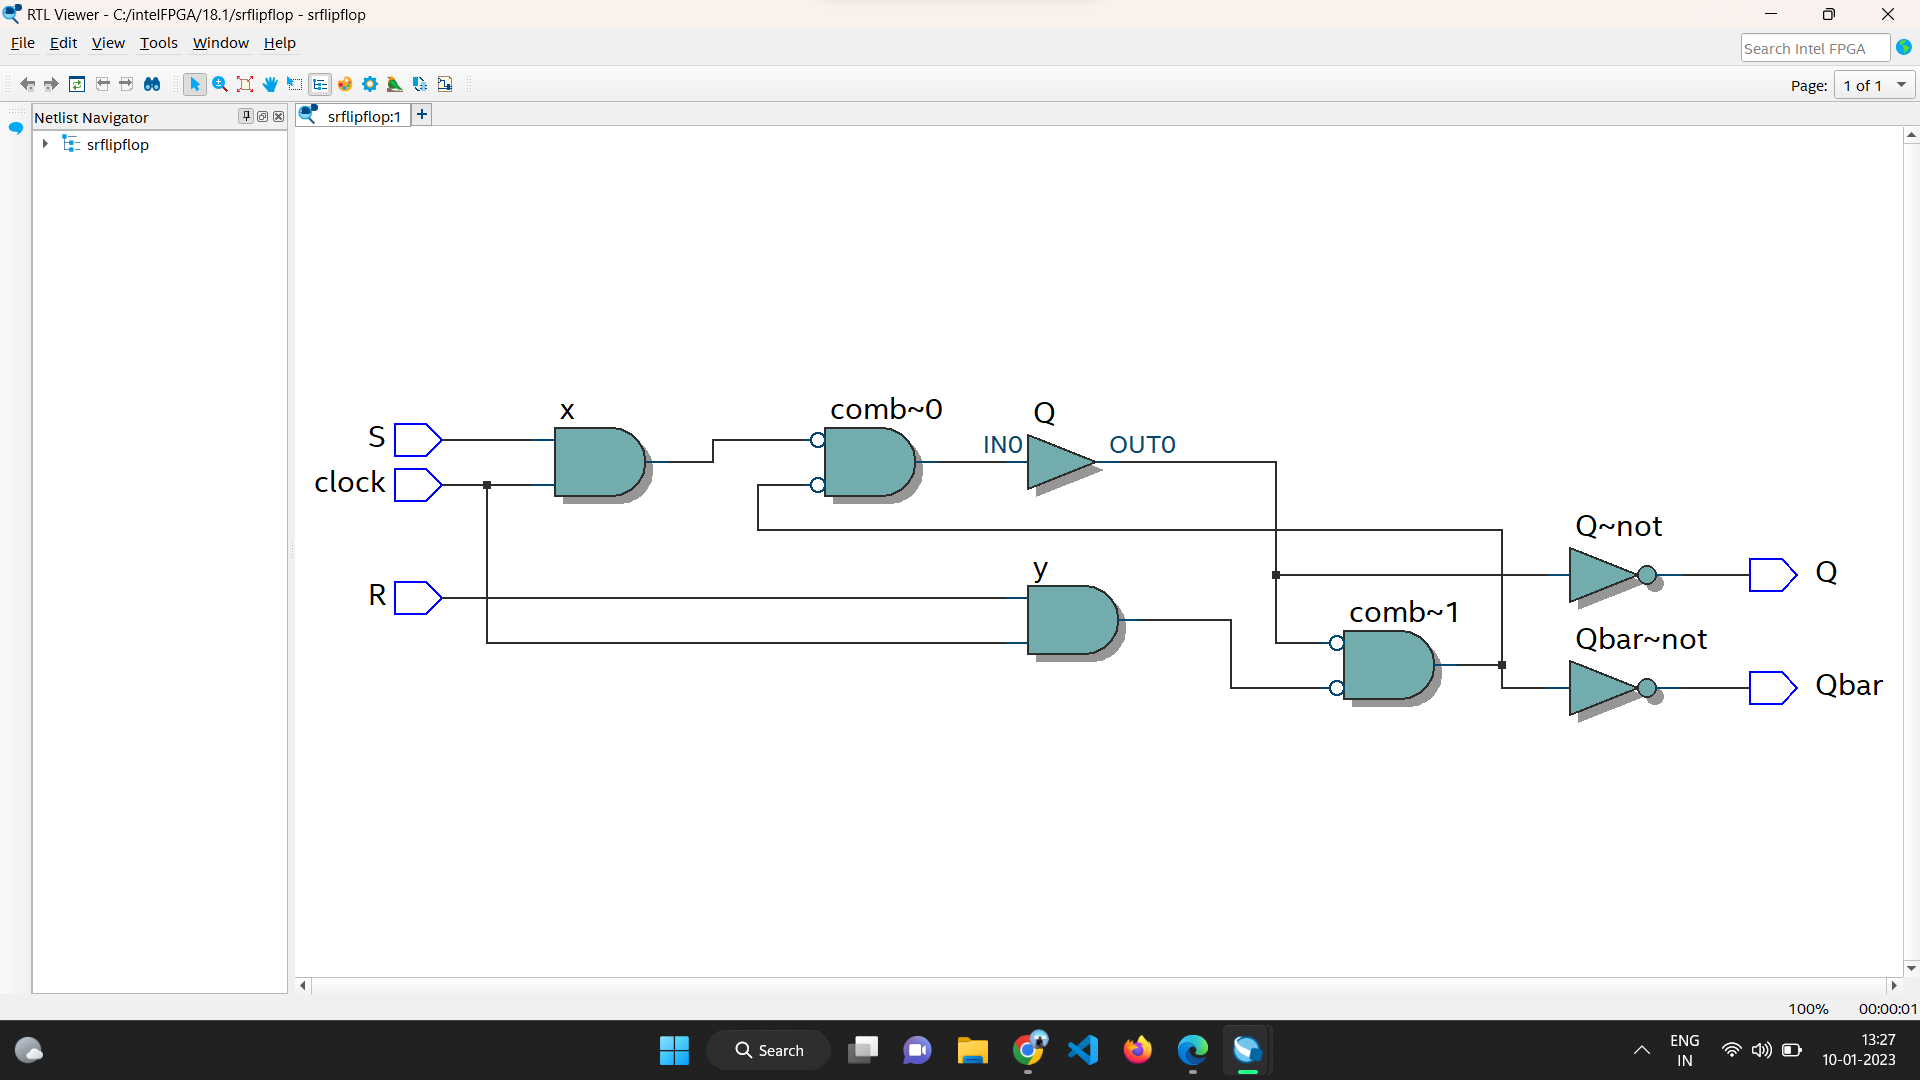 RTL Viewer - C:/intelFPGA/18.1/srflipflop - srflipflop
File Edit View Tools Window Help
Search Intel FPGA
Page: 1 of 1
Netlist Navigator
srflipflop:1
srflipflop
x
comb~0
Q
S
IN0
OUT0
clock
Q~not
y
Q
R
comb~1
Qbar~not
Qbar
100%
00:00:01
Search
ENG
IN
13:27
10-01-2023